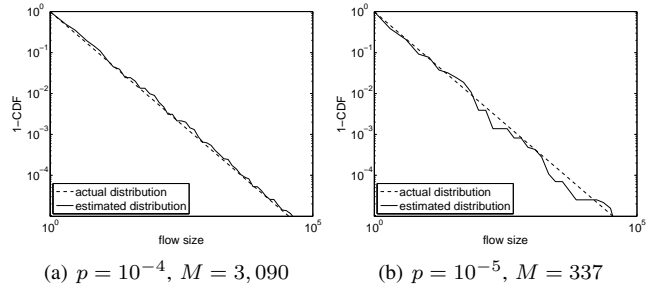 10^0
10^-1
10^-2
10^-3
10^-4
1−CDF
actual distribution
estimated distribution
10^0
10^5
flow size
(a) p = 10^-4, M = 3,090
10^0
10^-1
10^-2
10^-3
10^-4
1−CDF
actual distribution
estimated distribution
10^0
10^5
flow size
(b) p = 10^-5, M = 337